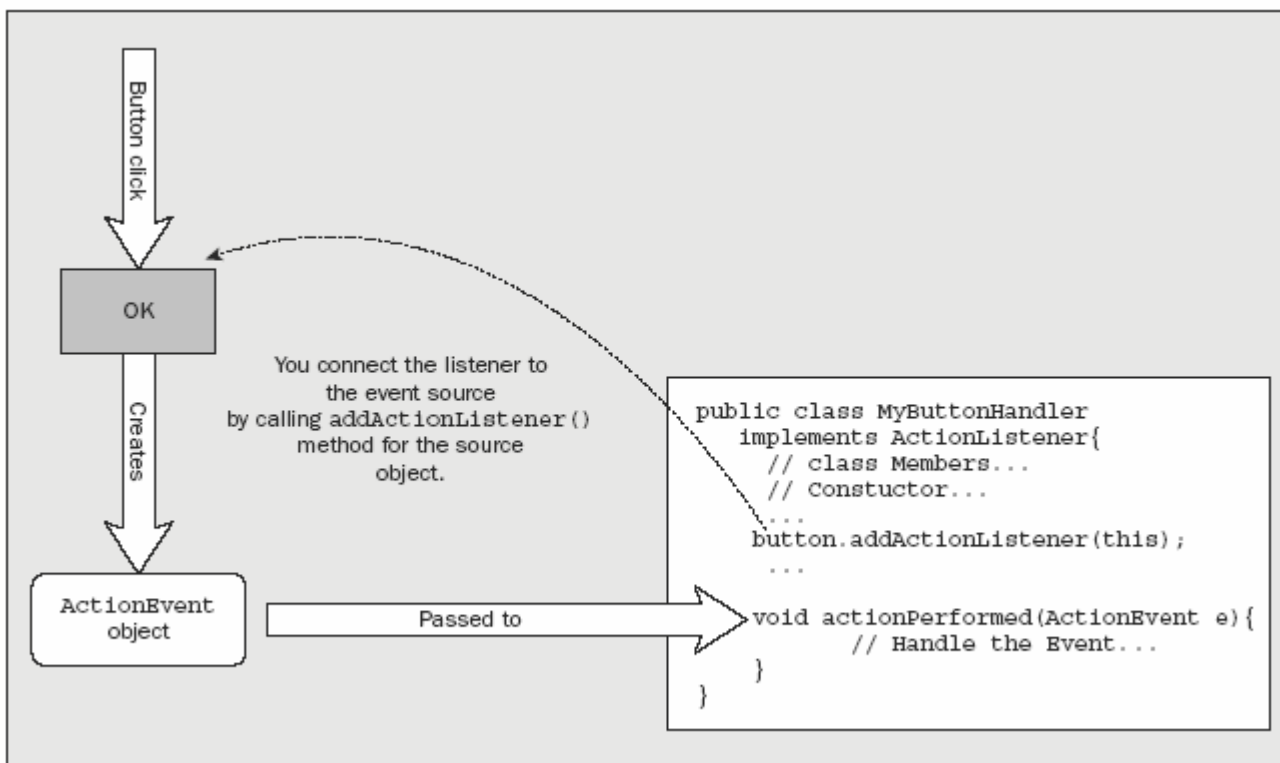 Button click
OK
Creates
ActionEvent
object
You connect the listener to
the event source
by calling addActionListener()
method for the source
object.
Passed to
public class MyButtonHandler
implements ActionListener{
// class Members...
// Constuctor...
...
button.addActionListener(this);
...
void actionPerformed(ActionEvent e){
// Handle the Event...
}
}